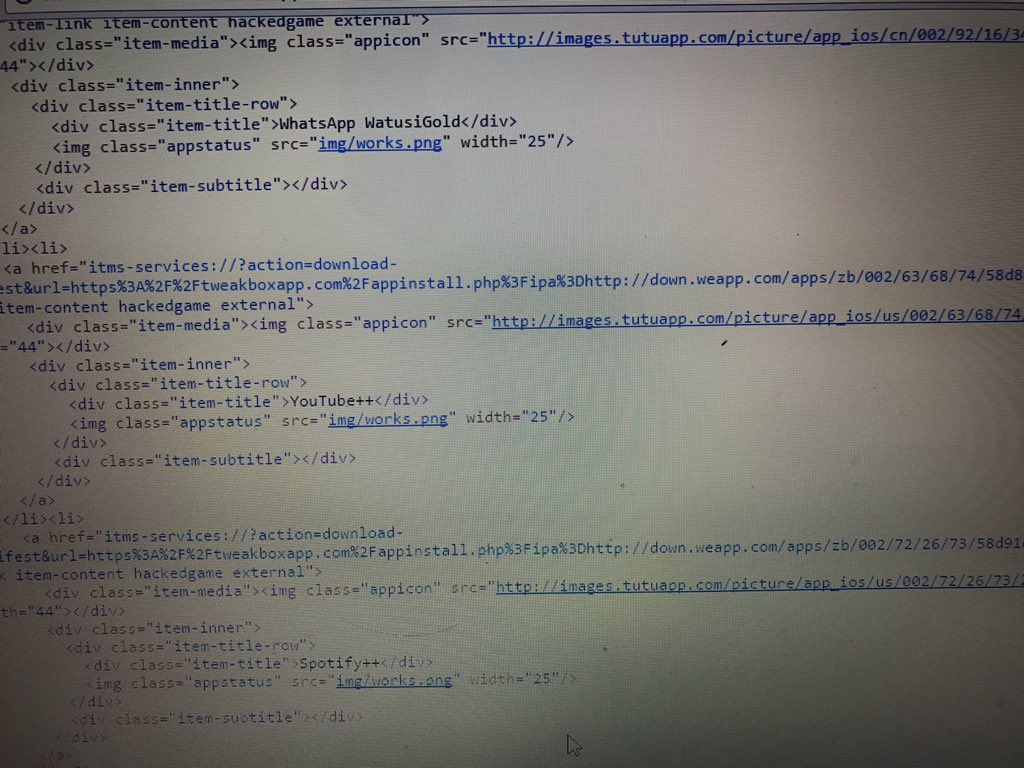 "item-link item-content hackedgame external">
<div class="item-media"><img class="appicon" src="http://images.tutuapp.com/picture/app_ios/cn/002/92/16/34
44"></div>
<div class="item-inner">
<div class="item-title-row">
<div class="item-title">WhatsApp WatusiGold</div>
<img class="appstatus" src="img/works.png" width="25"/>
</div>
<div class="item-subtitle"></div>
</div>
</a>
li><li>
<a href="itms-services://?action=download-
est&url=https%3A%2F%2Ftweakboxapp.com%2Fappinstall.php%3Fipa%3Dhttp://down.weapp.com/apps/zb/002/63/68/74/58d8
item-content hackedgame external">
<div class="item-media"><img class="appicon" src="http://images.tutuapp.com/picture/app_ios/us/002/63/68/74/
="44"></div>
<div class="item-inner">
<div class="item-title-row">
<div class="item-title">YouTube++</div>
<img class="appstatus" src="img/works.png" width="25"/>
</div>
<div class="item-subtitle"></div>
</div>
</a>
</li><li>
<a href="itms-services://?action=download-
ifest&url=https%3A%2F%2Ftweakboxapp.com%2Fappinstall.php%3Fipa%3Dhttp://down.weapp.com/apps/zb/002/72/26/73/58d91
k item-content hackedgame external">
<div class="item-media"><img class="appicon" src="http://images.tutuapp.com/picture/app_ios/us/002/72/26/73/
th="44"></div>
<div class="item-inner">
<div class="item-title-row">
<div class="item-title">Spotify++</div>
<img class="appstatus" src="img/works.png" width="25"/>
</div>
<div class="item-subtitle"></div>
</div>
</a>